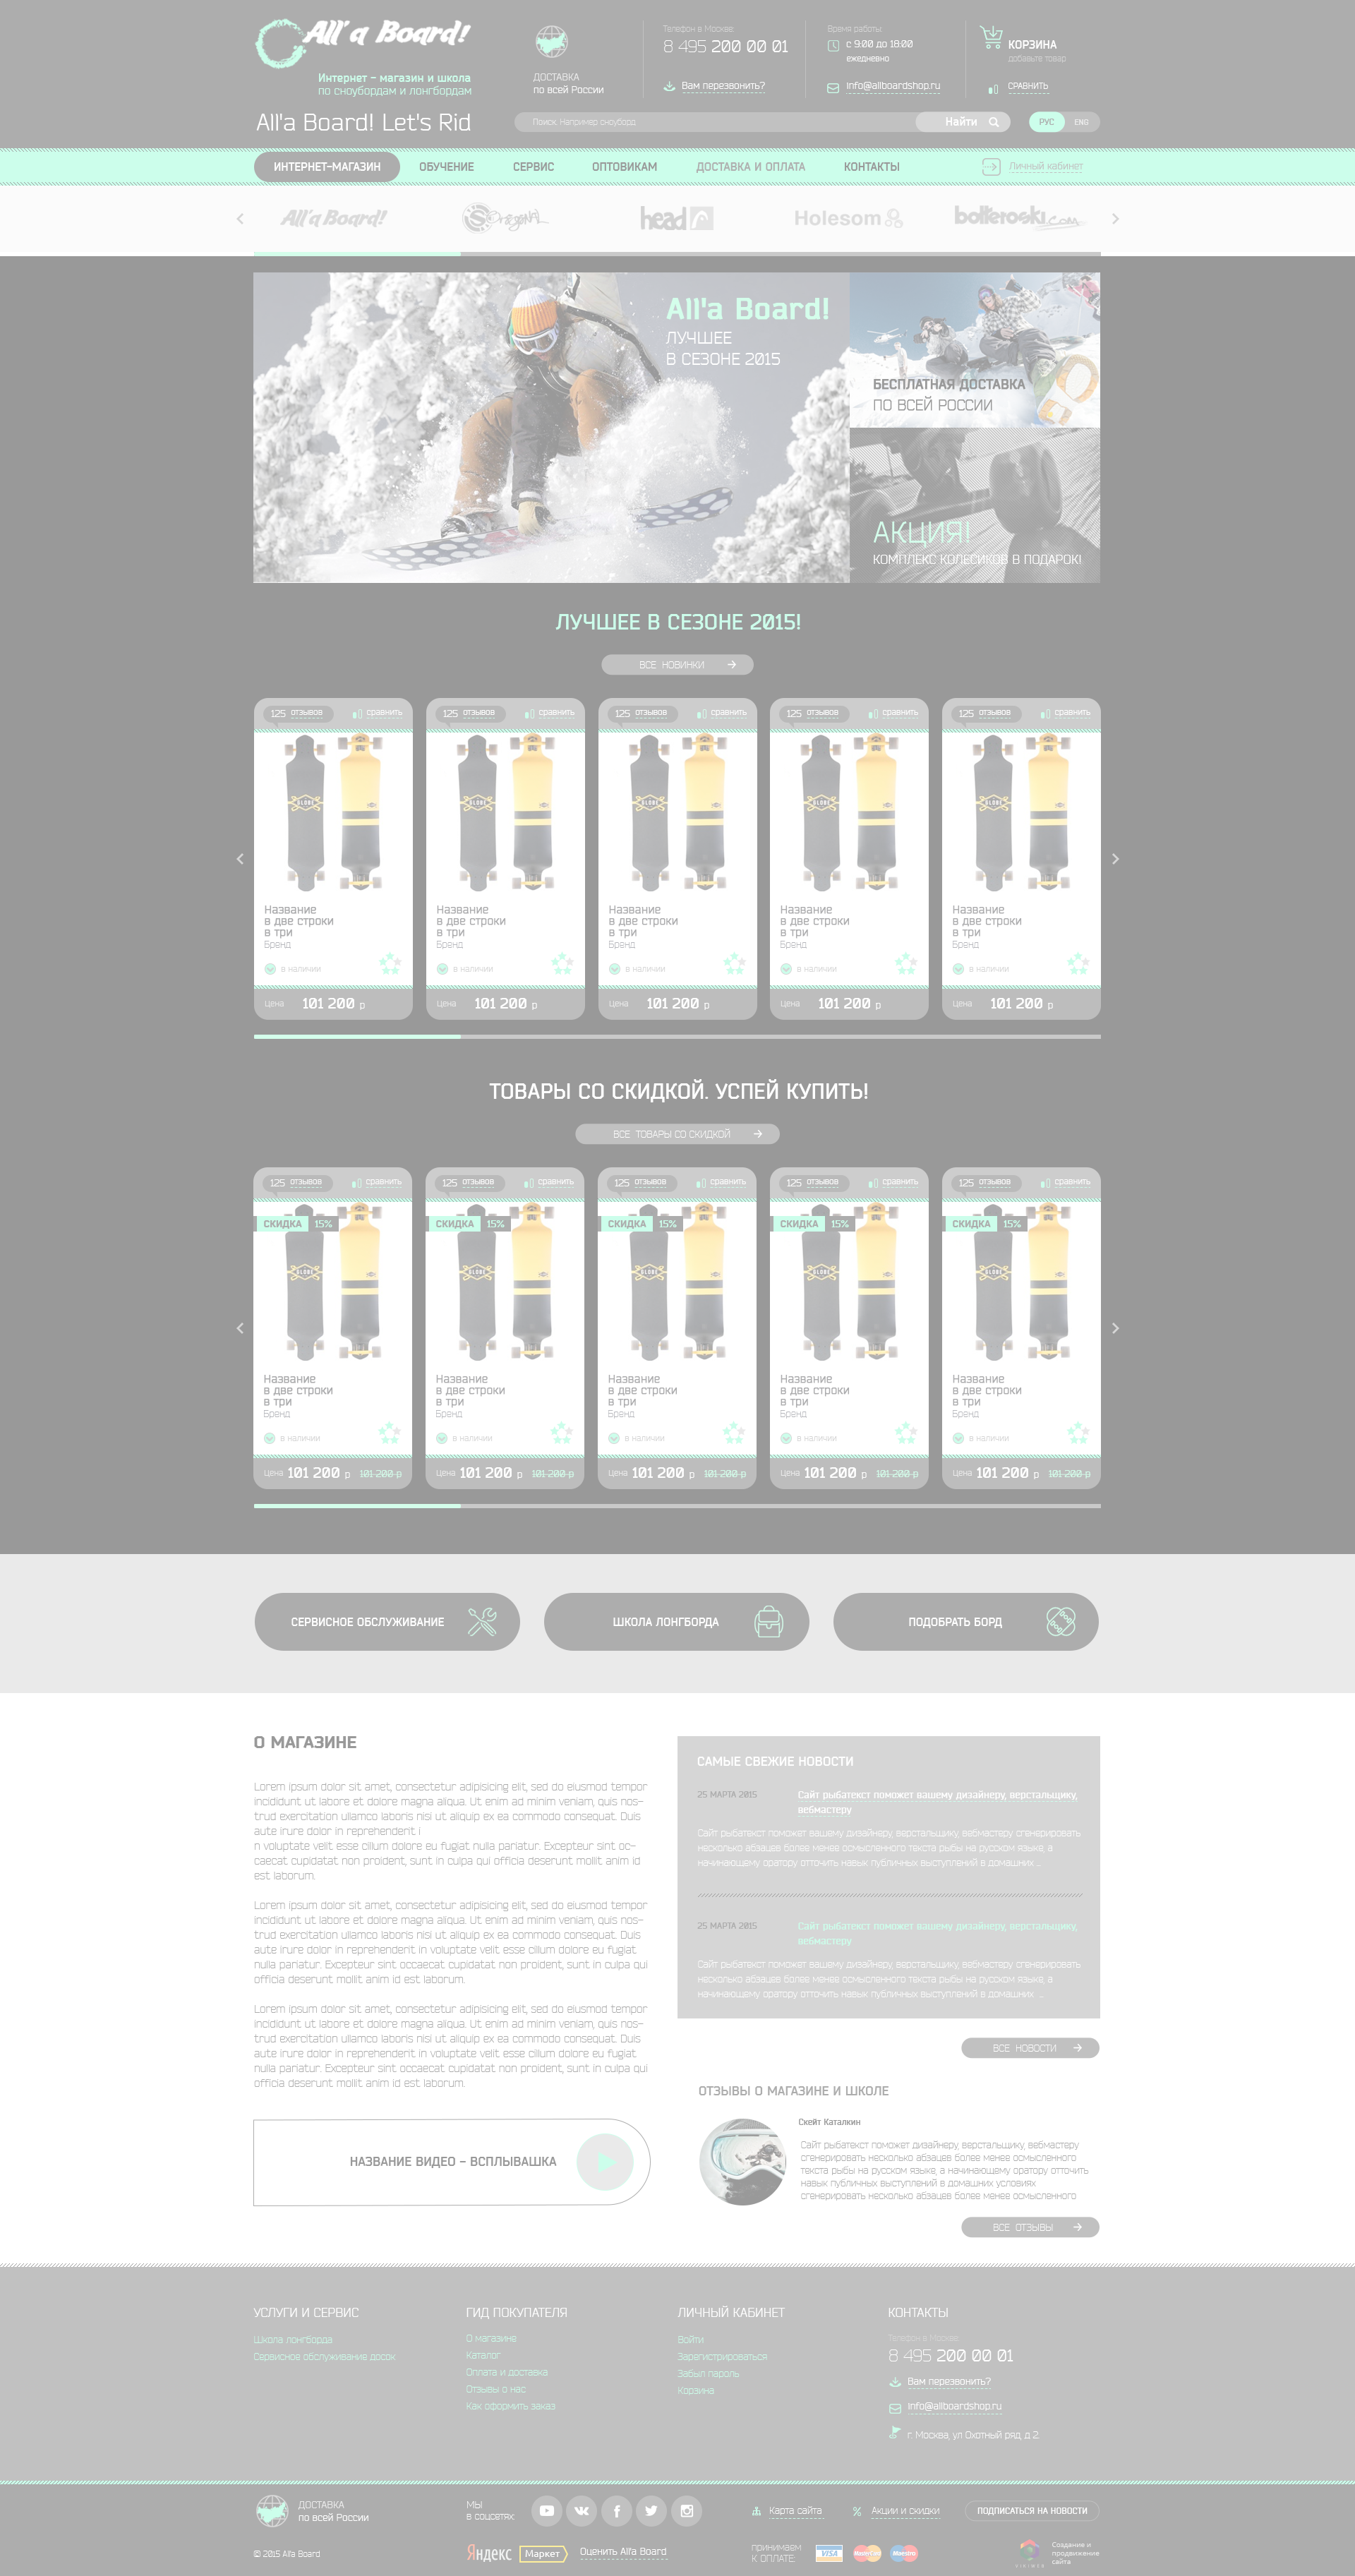 All'a Board!
Интернет - магазин и школа
по сноубордам и лонгбордам
All'a Board! Let's Rid
ДОСТАВКА
по всей России
Телефон в Москве:
8 495 200 00 01
Вам перезвонить?
Время работы:
с 9:00 до 18:00
ежедневно
info@allboardshop.ru
КОРЗИНА
добавьте товар
СРАВНИТЬ
Поиск. Например сноуборд
Найти
РУС
ENG
ИНТЕРНЕТ-МАГАЗИН
ОБУЧЕНИЕ
СЕРВИС
ОПТОВИКАМ
ДОСТАВКА И ОПЛАТА
КОНТАКТЫ
Личный кабинет
All'a Board!
Original
head
Holesom
botteroski.com
All'a Board!
ЛУЧШЕЕ
В СЕЗОНЕ 2015
БЕСПЛАТНАЯ ДОСТАВКА
ПО ВСЕЙ РОССИИ
АКЦИЯ!
КОМПЛЕКС КОЛЕСИКОВ В ПОДАРОК!
ЛУЧШЕЕ В СЕЗОНЕ 2015!
ВСЕ НОВИНКИ
125 отзывов сравнить
125 отзывов сравнить
125 отзывов сравнить
125 отзывов сравнить
125 отзывов сравнить
GLOBE
GLOBE
GLOBE
GLOBE
GLOBE
Название Название Название Название Название
в две строки в две строки в две строки в две строки в две строки
в три в три в три в три в три
Бренд Бренд Бренд Бренд Бренд
в наличии в наличии в наличии в наличии в наличии
Цена 101 200 р
Цена 101 200 р
Цена 101 200 р
Цена 101 200 р
Цена 101 200 р
ТОВАРЫ СО СКИДКОЙ. УСПЕЙ КУПИТЬ!
ВСЕ ТОВАРЫ СО СКИДКОЙ
125 отзывов сравнить
125 отзывов сравнить
125 отзывов сравнить
125 отзывов сравнить
125 отзывов сравнить
СКИДКА 15%
СКИДКА 15%
СКИДКА 15%
СКИДКА 15%
СКИДКА 15%
GLOBE
GLOBE
GLOBE
GLOBE
GLOBE
Название Название Название Название Название
в две строки в две строки в две строки в две строки в две строки
в три в три в три в три в три
Бренд Бренд Бренд Бренд Бренд
в наличии в наличии в наличии в наличии в наличии
Цена 101 200 р 101 200 р
Цена 101 200 р 101 200 р
Цена 101 200 р 101 200 р
Цена 101 200 р 101 200 р
Цена 101 200 р 101 200 р
СЕРВИСНОЕ ОБСЛУЖИВАНИЕ
ШКОЛА ЛОНГБОРДА
ПОДОБРАТЬ БОРД
О МАГАЗИНЕ
Lorem ipsum dolor sit amet, consectetur adipisicing elit, sed do eiusmod tempor
incididunt ut labore et dolore magna aliqua. Ut enim ad minim veniam, quis nos-
trud exercitation ullamco laboris nisi ut aliquip ex ea commodo consequat. Duis
aute irure dolor in reprehenderit i
n voluptate velit esse cillum dolore eu fugiat nulla pariatur. Excepteur sint oc-
caecat cupidatat non proident, sunt in culpa qui officia deserunt mollit anim id
est laborum.
Lorem ipsum dolor sit amet, consectetur adipisicing elit, sed do eiusmod tempor
incididunt ut labore et dolore magna aliqua. Ut enim ad minim veniam, quis nos-
trud exercitation ullamco laboris nisi ut aliquip ex ea commodo consequat. Duis
aute irure dolor in reprehenderit in voluptate velit esse cillum dolore eu fugiat
nulla pariatur. Excepteur sint occaecat cupidatat non proident, sunt in culpa qui
officia deserunt mollit anim id est laborum.
Lorem ipsum dolor sit amet, consectetur adipisicing elit, sed do eiusmod tempor
incididunt ut labore et dolore magna aliqua. Ut enim ad minim veniam, quis nos-
trud exercitation ullamco laboris nisi ut aliquip ex ea commodo consequat. Duis
aute irure dolor in reprehenderit in voluptate velit esse cillum dolore eu fugiat
nulla pariatur. Excepteur sint occaecat cupidatat non proident, sunt in culpa qui
officia deserunt mollit anim id est laborum.
НАЗВАНИЕ ВИДЕО - ВСПЛЫВАШКА
САМЫЕ СВЕЖИЕ НОВОСТИ
25 МАРТА 2015
Сайт рыбатекст поможет вашему дизайнеру, верстальщику,
вебмастеру
Сайт рыбатекст поможет вашему дизайнеру, верстальщику, вебмастеру сгенерировать
несколько абзацев более менее осмысленного текста рыбы на русском языке, а
начинающему оратору отточить навык публичных выступлений в домашних ...
25 МАРТА 2015
Сайт рыбатекст поможет вашему дизайнеру, верстальщику,
вебмастеру
Сайт рыбатекст поможет вашему дизайнеру, верстальщику, вебмастеру сгенерировать
несколько абзацев более менее осмысленного текста рыбы на русском языке, а
начинающему оратору отточить навык публичных выступлений в домашних ...
ВСЕ НОВОСТИ
ОТЗЫВЫ О МАГАЗИНЕ И ШКОЛЕ
Скейт Каталкин
Сайт рыбатекст поможет дизайнеру, верстальщику, вебмастеру
сгенерировать несколько абзацев более менее осмысленного
текста рыбы на русском языке, а начинающему оратору отточить
навык публичных выступлений в домашних условиях
сгенерировать несколько абзацев более менее осмысленного
ВСЕ ОТЗЫВЫ
УСЛУГИ И СЕРВИС
Школа лонгборда
Сервисное обслуживание досок
ГИД ПОКУПАТЕЛЯ
О магазине
Каталог
Оплата и доставка
Отзывы о нас
Как оформить заказ
ЛИЧНЫЙ КАБИНЕТ
Войти
Зарегистрироваться
Забыл пароль
Корзина
КОНТАКТЫ
Телефон в Москве:
8 495 200 00 01
Вам перезвонить?
info@allboardshop.ru
г. Москва, ул Охотный ряд, д 2.
ДОСТАВКА
по всей России
© 2015 Alfa Board
МЫ
в соцсетях:
Яндекс Маркет
Оценить Alfa Board
Карта сайта
Акции и скидки
ПОДПИСАТЬСЯ НА НОВОСТИ
принимаем
К ОПЛАТЕ:
VISA
MasterCard
Maestro
Создание и
продвижение
сайта